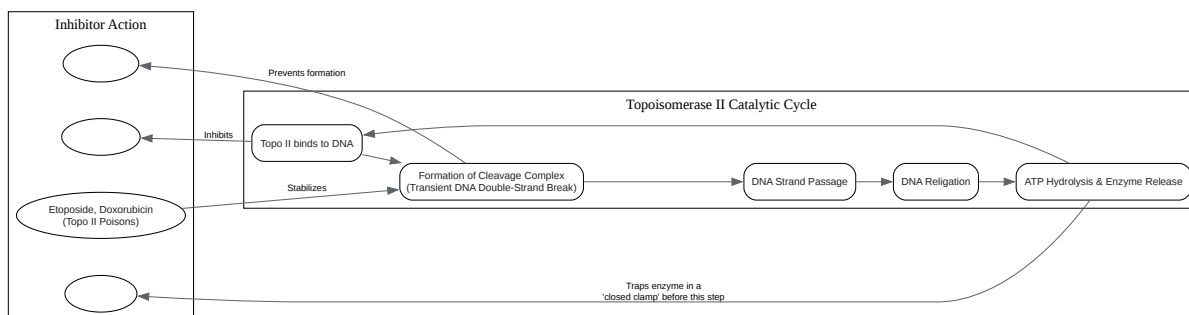 Inhibitor Action
Prevents formation
Topoisomerase II Catalytic Cycle
Inhibits
Topo II binds to DNA
Formation of Cleavage Complex
(Transient DNA Double-Strand Break)
DNA Strand Passage
DNA Religation
ATP Hydrolysis & Enzyme Release
Stabilizes
Etoposide, Doxorubicin
(Topo II Poisons)
Traps enzyme in a
'closed clamp' before this step